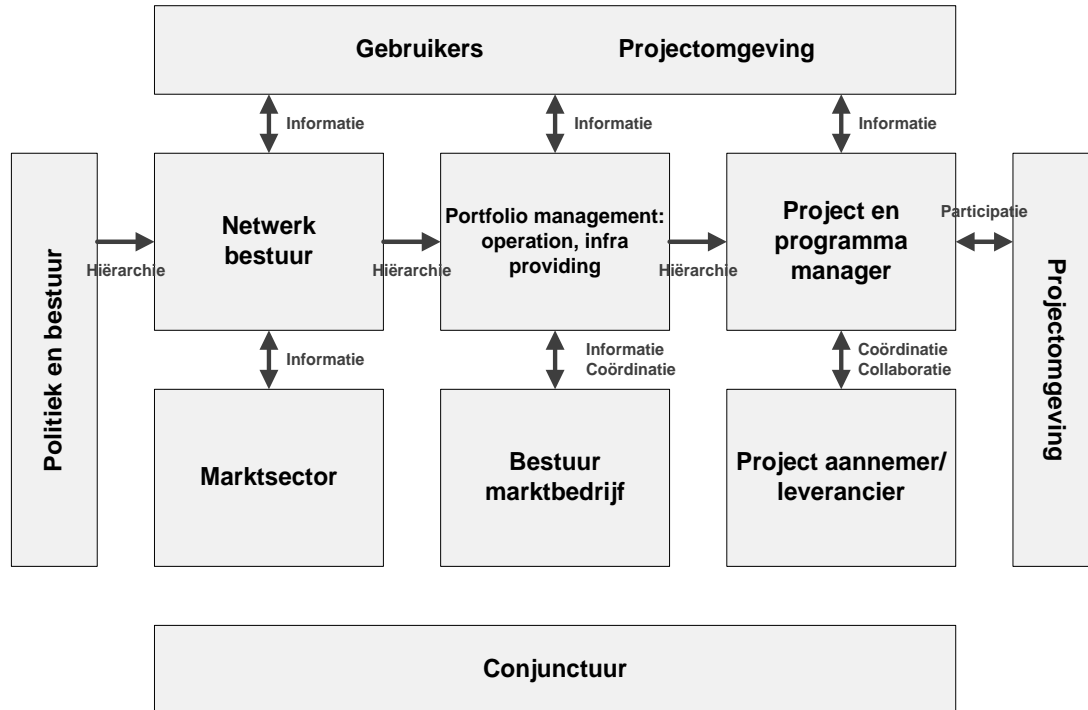 Gebruikers Projectomgeving
Informatie
Informatie
Informatie
Politiek en bestuur
Hiërarchie
Netwerk
bestuur
Hiërarchie
Portfolio management:
operation, infra
providing
Hiërarchie
Project en
programma
manager
Participatie
Projectomgeving
Informatie
Informatie
Coördinatie
Coördinatie
Collaboratie
Marktsector
Bestuur
marktbedrijf
Project aannemer/
leverancier
Conjunctuur